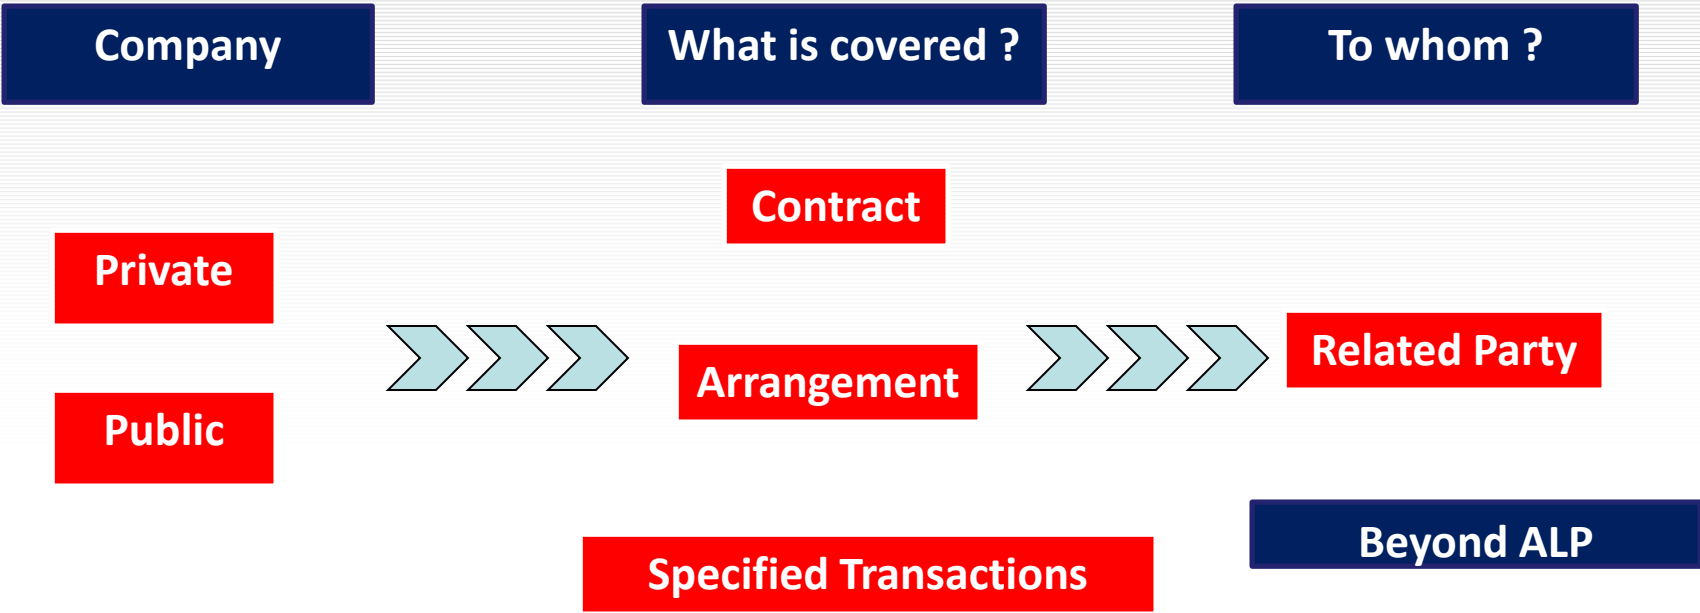 Company
What is covered ?
To whom ?
Contract
Private
Related Party
Arrangement
Public
Beyond ALP
Specified Transactions